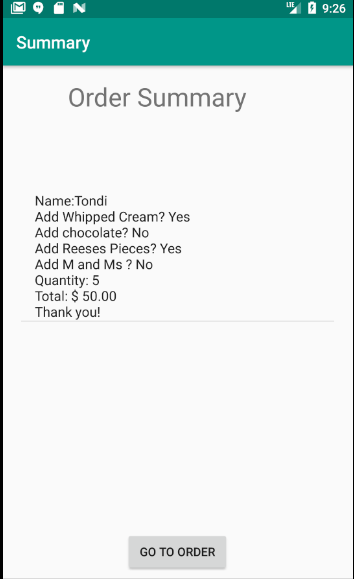 LTE 9:26
Summary
Order Summary
Name:Tondi
Add Whipped Cream? Yes
Add chocolate? No
Add Reeses Pieces? Yes
Add M and Ms ? No
Quantity: 5
Total: $ 50.00
Thank you!
GO TO ORDER